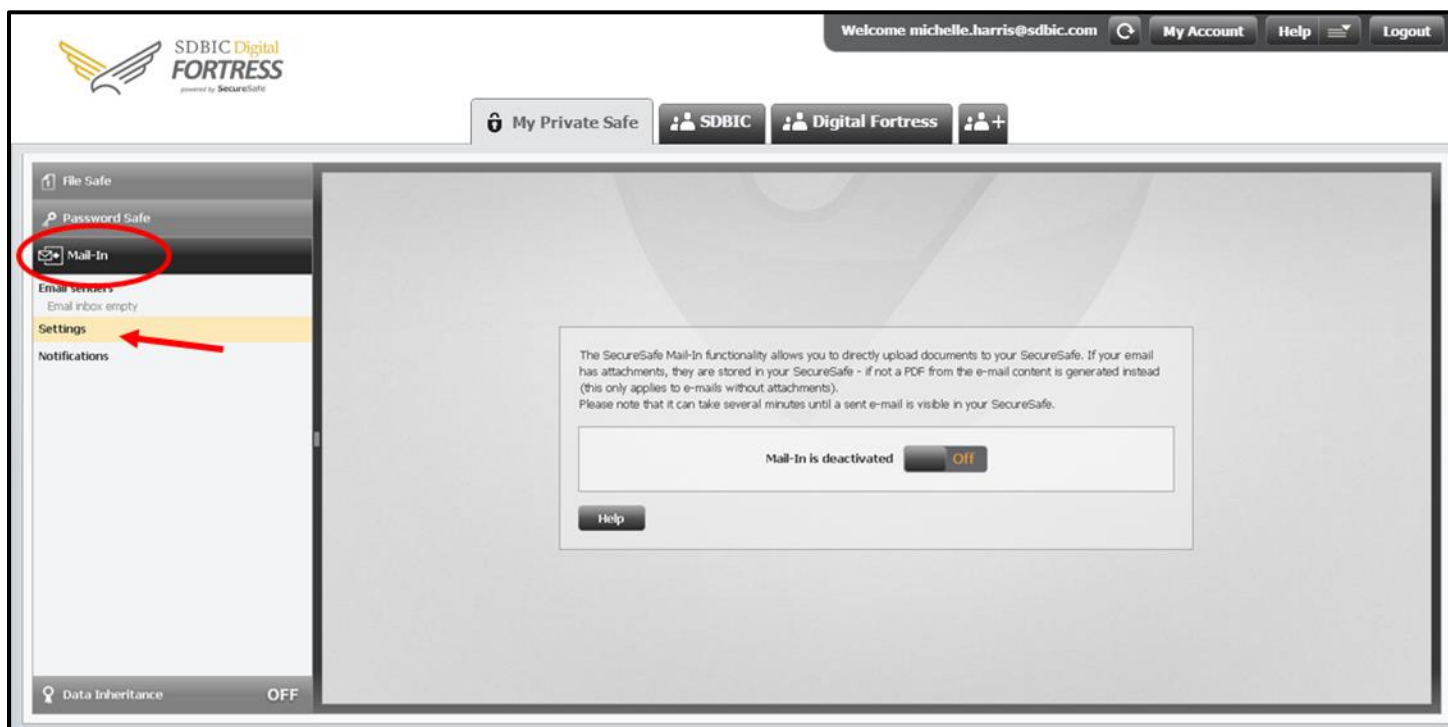 Welcome michelle.harris@sdbic.com
My Account
Help
Logout
SDBIC Digital
FORTRESS
powered by SecureSafe
My Private Safe
SDBIC
Digital Fortress
File Safe
Password Safe
Mail-In
Email senders
Email inbox empty
Settings
Notifications
The SecureSafe Mail-In functionality allows you to directly upload documents to your SecureSafe. If your email
has attachments, they are stored in your SecureSafe - if not a PDF from the e-mail content is generated instead
(this only applies to e-mails without attachments).
Please note that it can take several minutes until a sent e-mail is visible in your SecureSafe.
Mail-In is deactivated Off
Help
Data Inheritance OFF